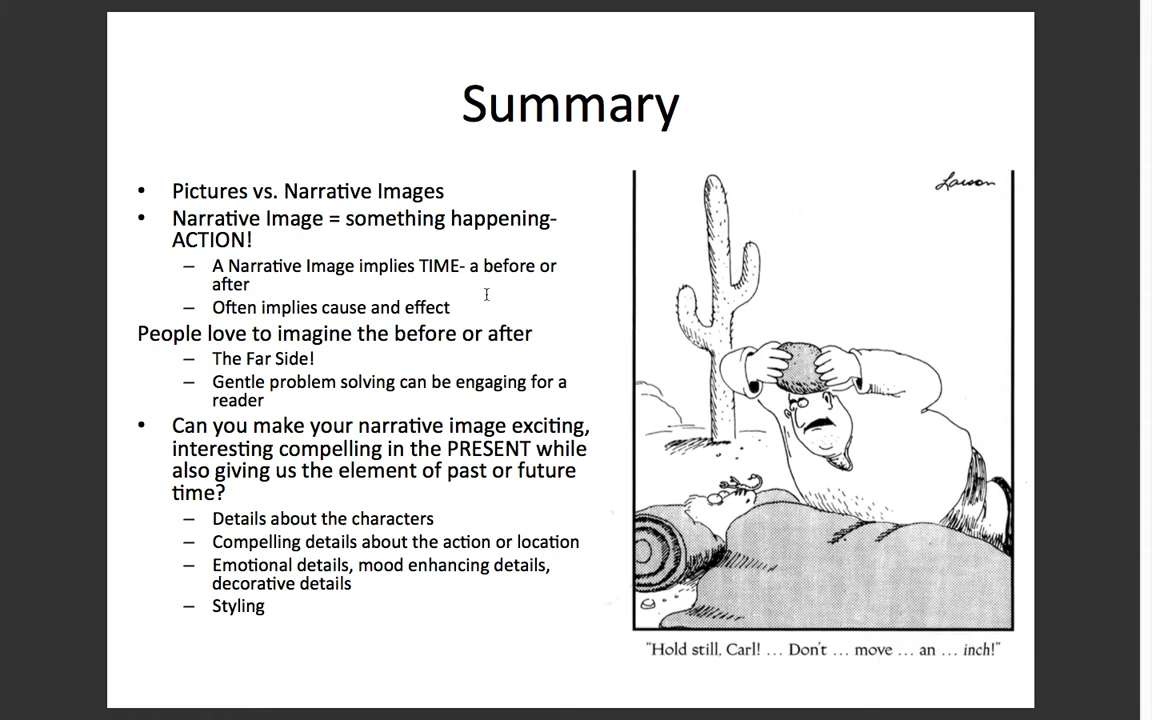 Summary
• Pictures vs. Narrative Images
• Narrative Image = something happening-
ACTION!
– A Narrative Image implies TIME- a before or
after
– Often implies cause and effect
People love to imagine the before or after
– The Far Side!
– Gentle problem solving can be engaging for a
reader
• Can you make your narrative image exciting,
interesting compelling in the PRESENT while
also giving us the element of past or future
time?
– Details about the characters
– Compelling details about the action or location
– Emotional details, mood enhancing details,
decorative details
– Styling
Larson
"Hold still, Carl! ... Don't ... move ... an ... inch!"